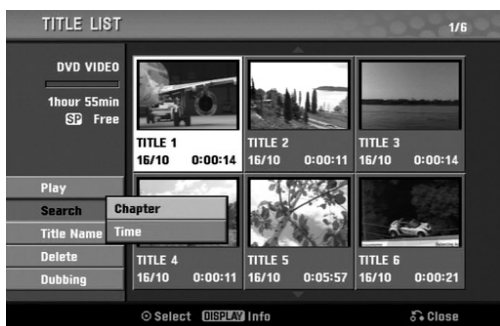 TITLE LIST
1/6
DVD VIDEO
1hour 55min
SP Free
TITLE 1
16/10 0:00:14
TITLE 2
16/10 0:00:11
TITLE 3
16/10 0:00:14
Play
Search
Title Name
Delete
Dubbing
Chapter
Time
TITLE 4
16/10 0:00:11
TITLE 5
16/10 0:05:57
TITLE 6
16/10 0:00:21
Select DISPLAY Info
Close